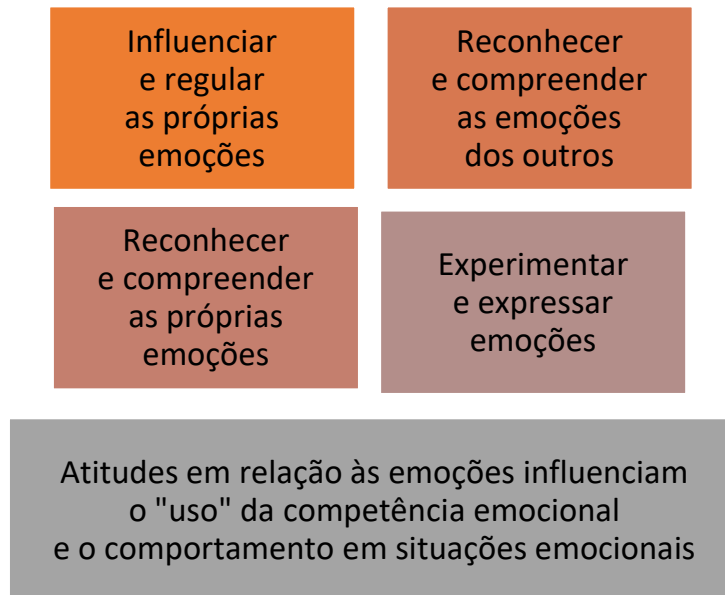 Influenciar
e regular
as próprias
emoções
Reconhecer
e compreender
as emoções
dos outros
Reconhecer
e compreender
as próprias
emoções
Experimentar
e expressar
emoções
Atitudes em relação às emoções influenciam
o "uso" da competência emocional
e o comportamento em situações emocionais